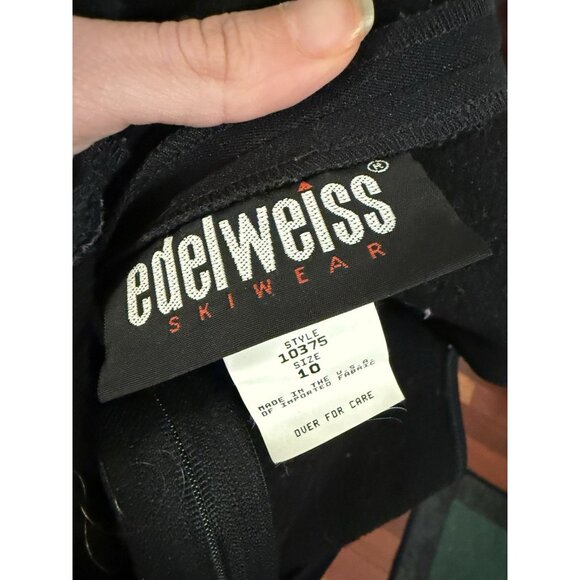 edelweiss ®
SKIWEAR
STYLE
10375
SIZE
10
MADE IN THE U.S.A
OF IMPORTED FABRIC
OVER FOR CARE